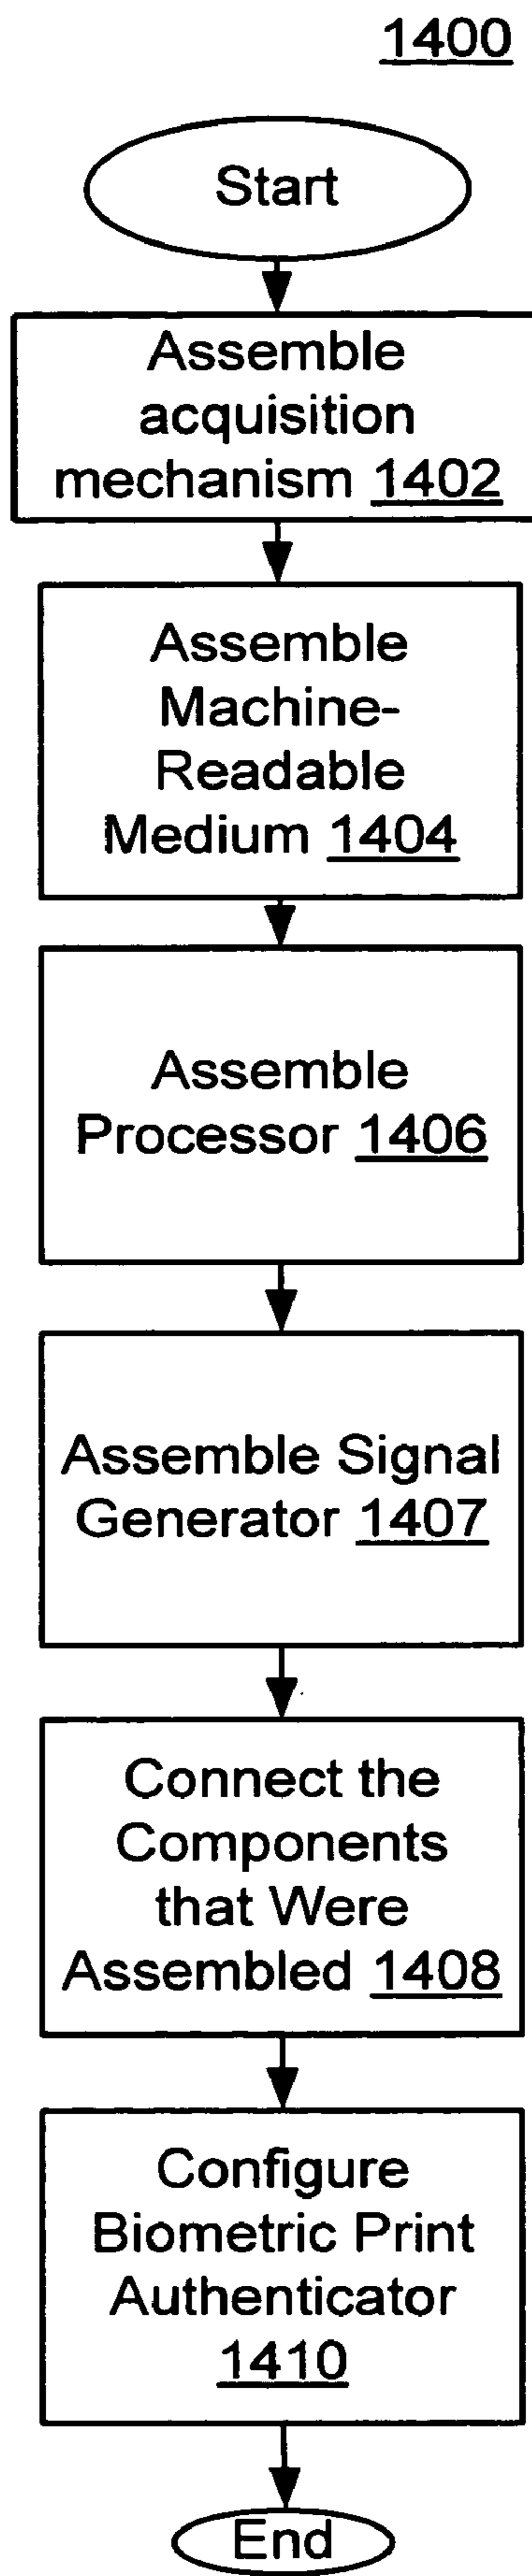 1400
Start
Assemble
acquisition
mechanism 1402
Assemble
Machine-
Readable
Medium 1404
Assemble
Processor 1406
Assemble Signal
Generator 1407
Connect the
Components
that Were
Assembled 1408
Configure
Biometric Print
Authenticator
1410
End